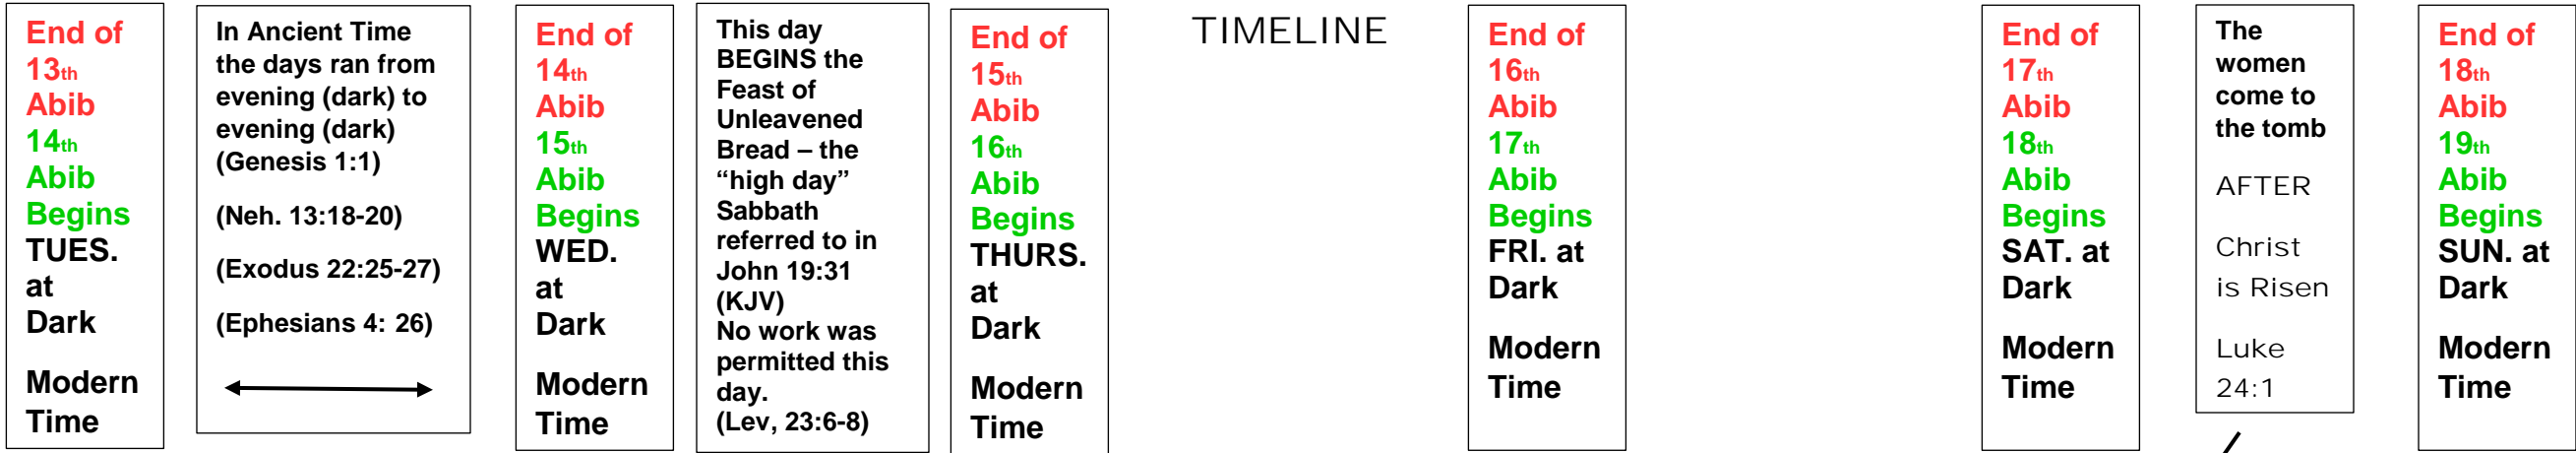 End of
13th
Abib
14th
Abib
Begins
TUES.
at
Dark
Modern
Time
In Ancient Time
the days ran from
evening (dark) to
evening (dark)
(Genesis 1:1)
(Neh. 13:18-20)
(Exodus 22:25-27)
(Ephesians 4: 26)
End of
14th
Abib
15th
Abib
Begins
WED.
at
Dark
Modern
Time
This day
BEGINS the
Feast of
Unleavened
Bread – the
“high day”
Sabbath
referred to in
John 19:31
(KJV)
No work was
permitted this
day.
(Lev, 23:6-8)
End of
15th
Abib
16th
Abib
Begins
THURS.
at
Dark
Modern
Time
TIMELINE
End of
16th
Abib
17th
Abib
Begins
FRI. at
Dark
Modern
Time
End of
17th
Abib
18th
Abib
Begins
SAT. at
Dark
Modern
Time
The
women
come to
the tomb
AFTER
Christ
is Risen
Luke
24:1
End of
18th
Abib
19th
Abib
Begins
SUN. at
Dark
Modern
Time